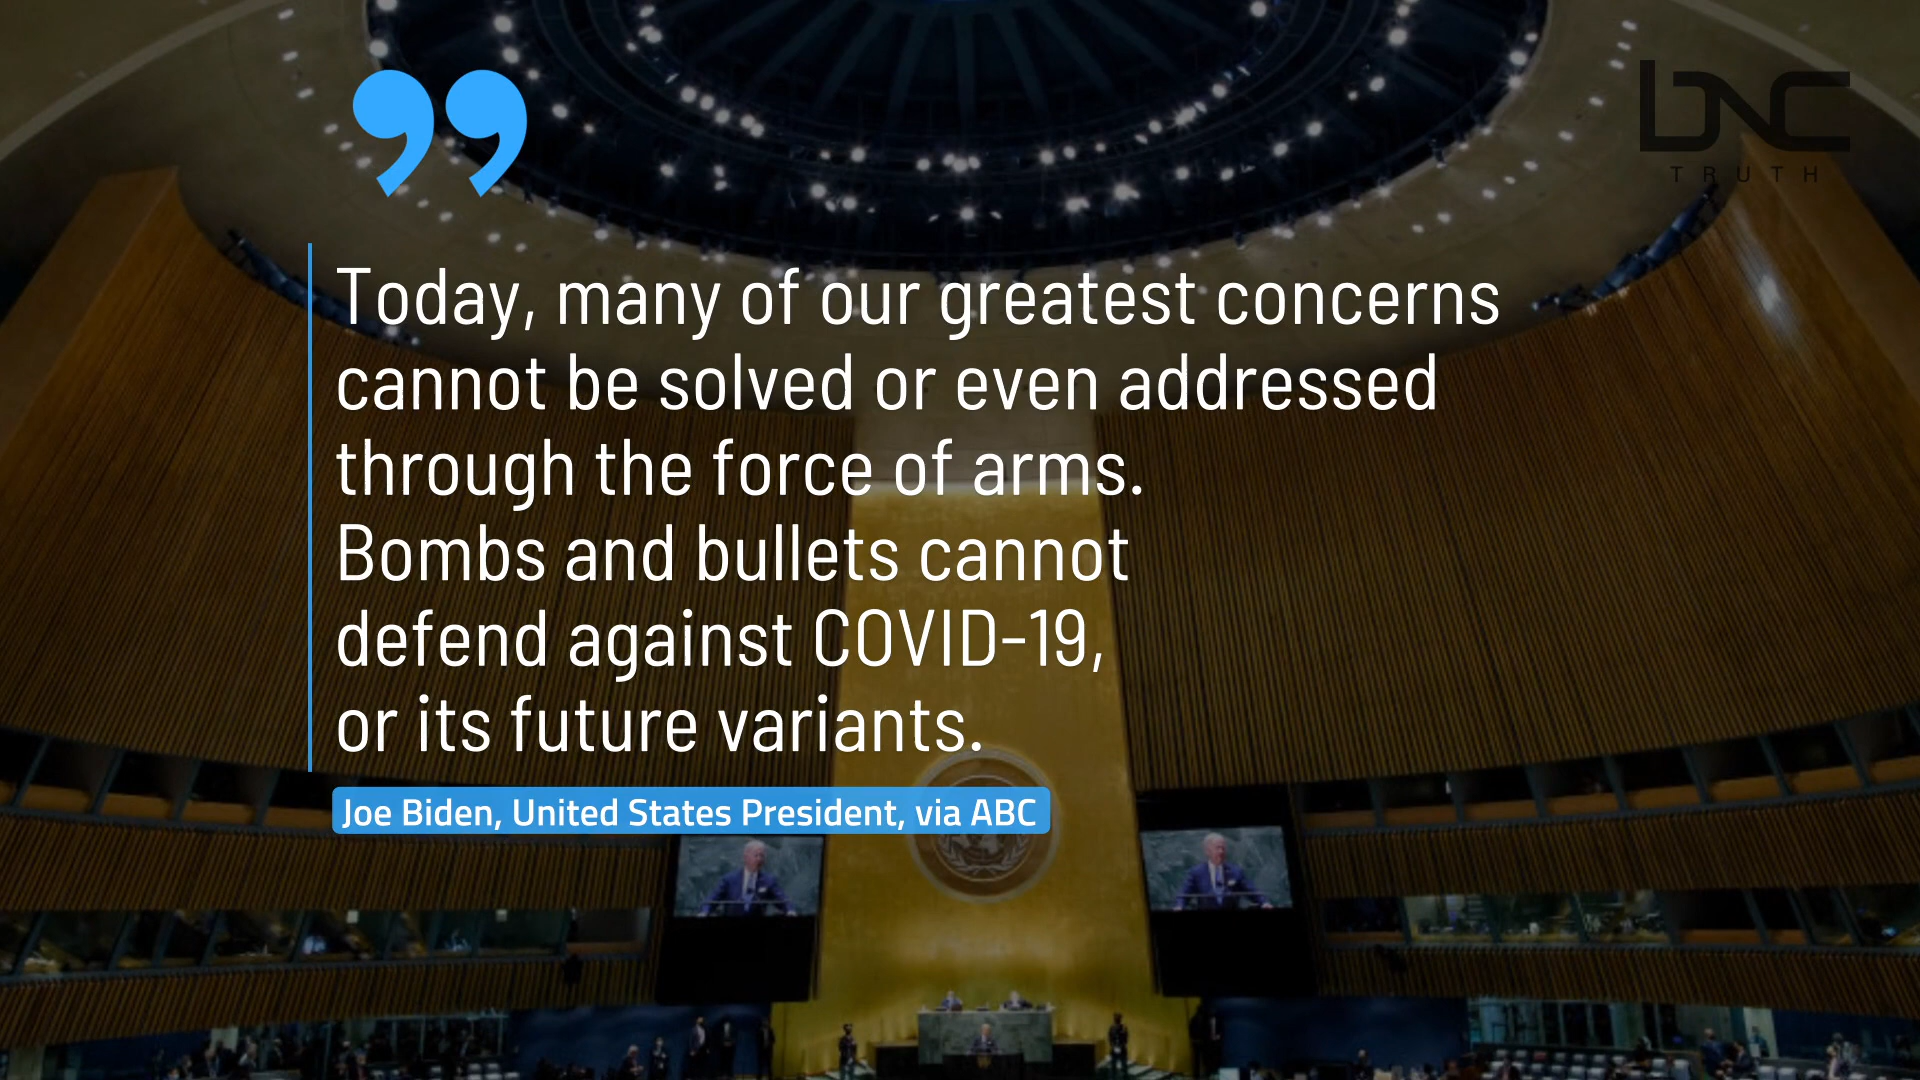 BNC
TRUTH
Today, many of our greatest concerns
cannot be solved or even addressed
through the force of arms.
Bombs and bullets cannot
defend against COVID-19,
or its future variants.
Joe Biden, United States President, via ABC